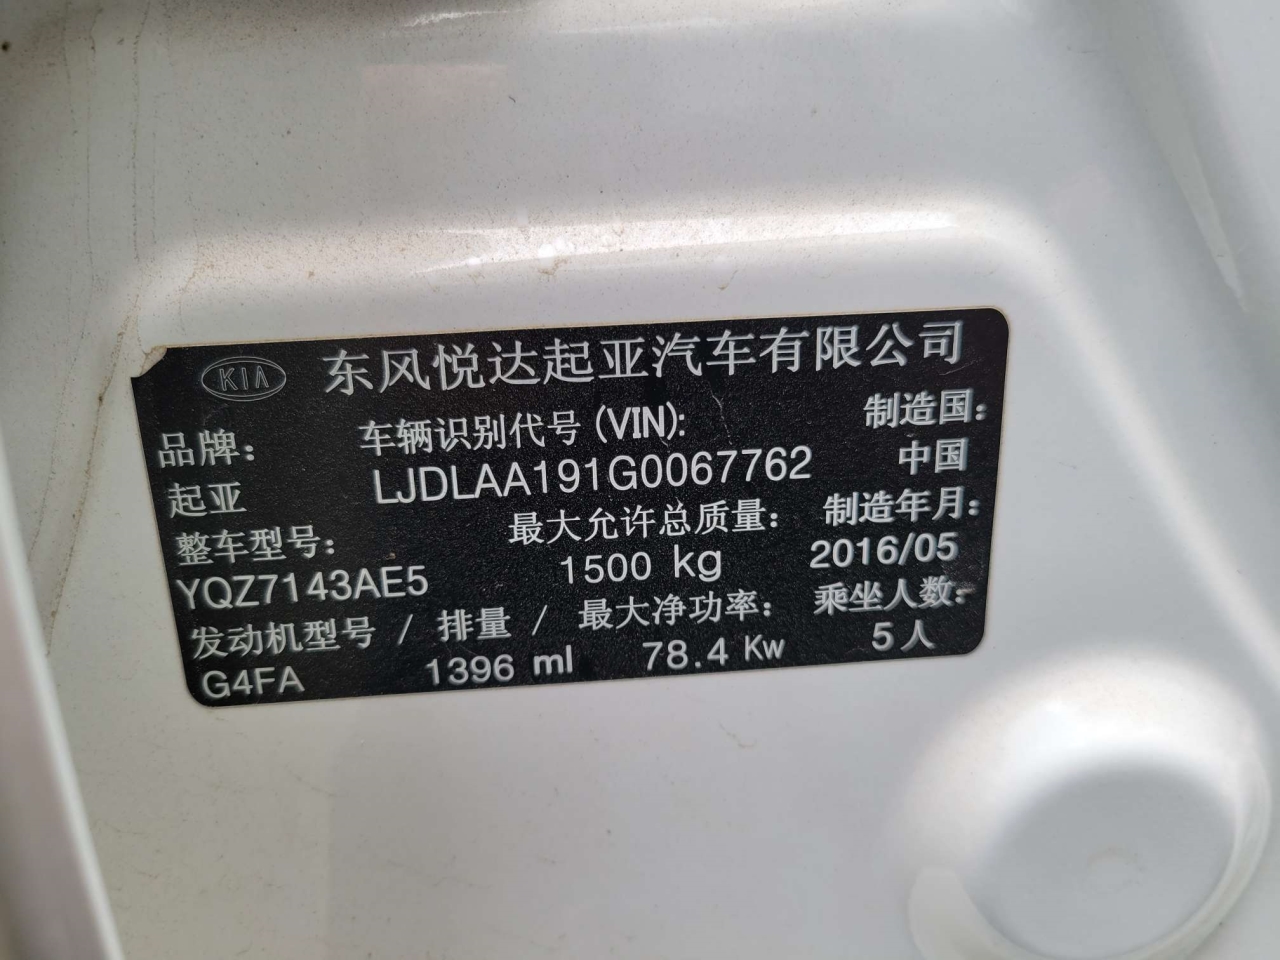 KIA 东风悦达起亚汽车有限公司
品牌： 车辆识别代号(VIN): 制造国：
起亚 LJDLAA191G0067762 中国
整车型号： 最大允许总质量： 制造年月：
YQZ7143AE5 1500 kg 2016/05
发动机型号 / 排量 / 最大净功率： 乘坐人数：
G4FA 1396 ml 78.4 Kw 5人